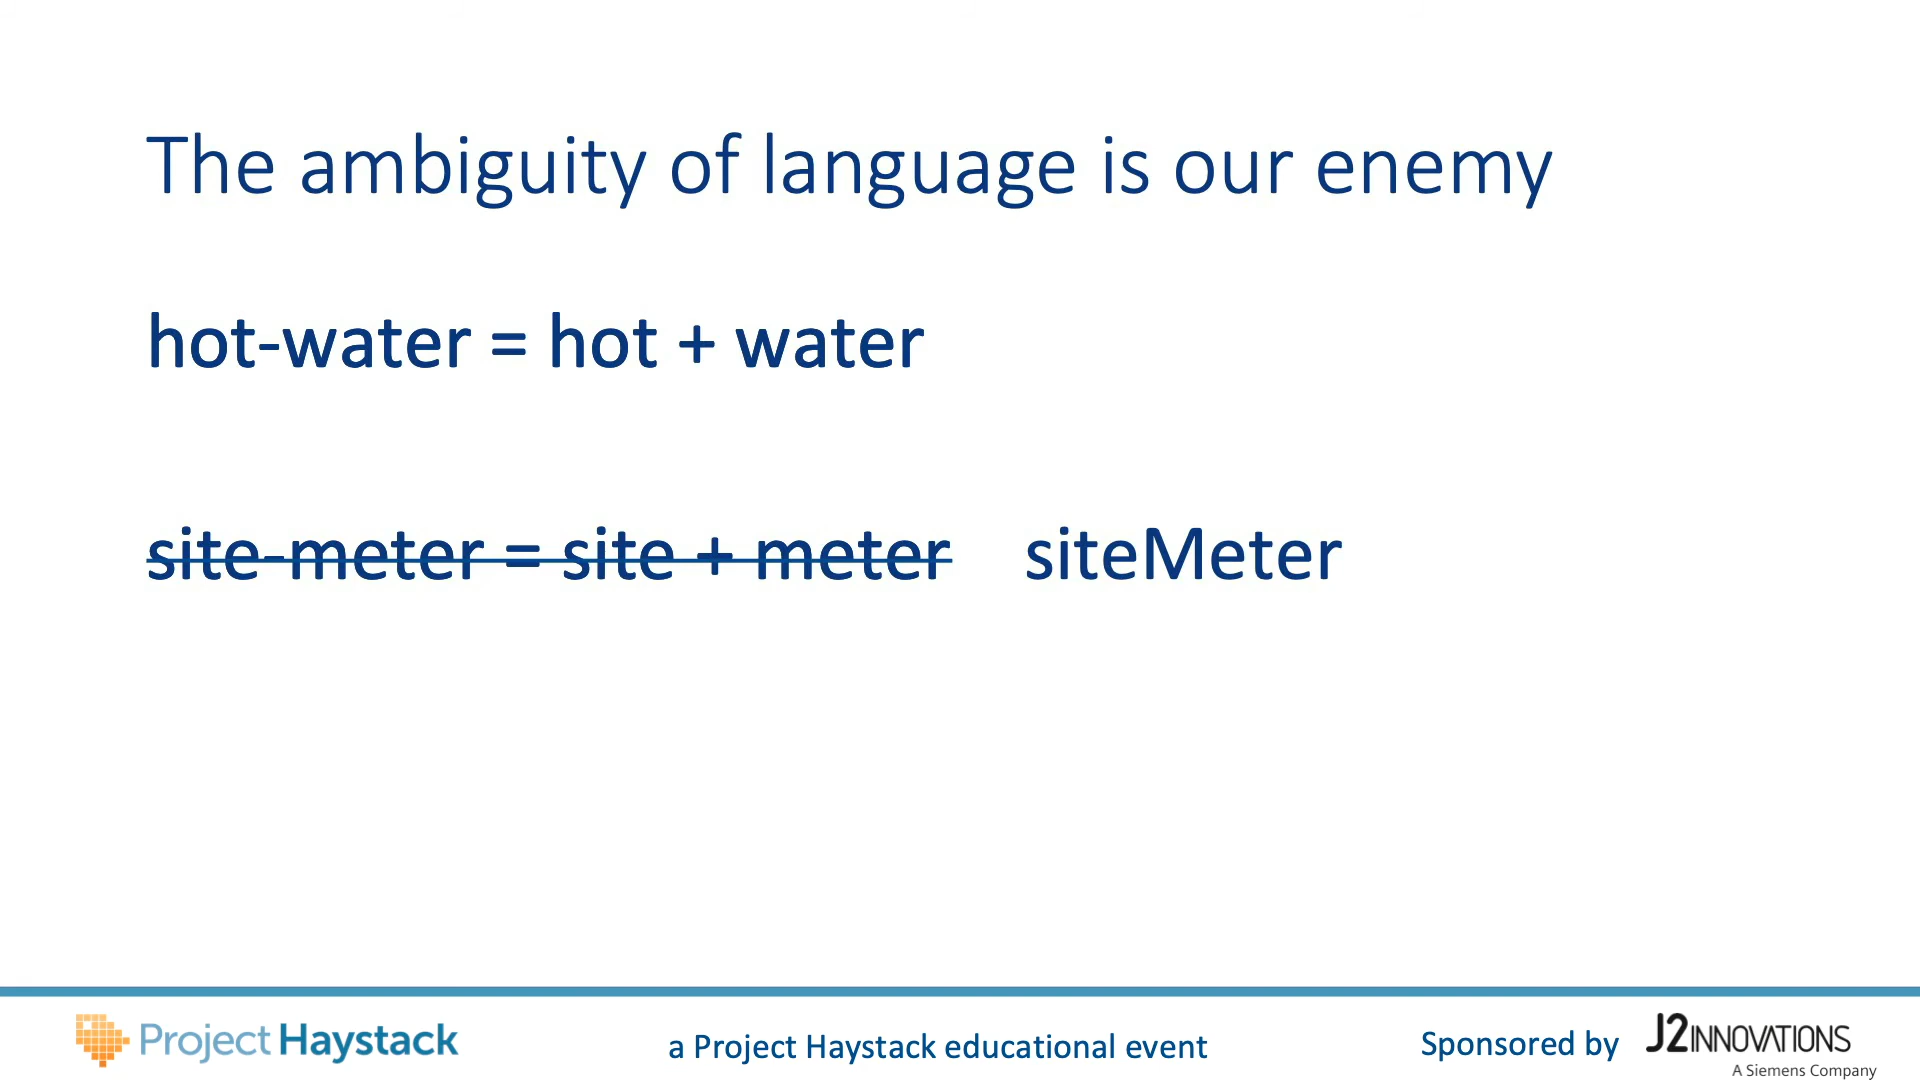 The ambiguity of language is our enemy
hot-water = hot + water
site-meter = site + meter siteMeter
Project Haystack
a Project Haystack educational event
Sponsored by
J2INNOVATIONS
A Siemens Company